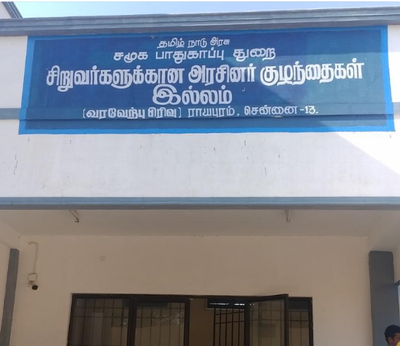 தமிழ் நாடு அரசு
சமூக பாதுகாப்பு துறை
சிறுவர்களுக்கான அரசினர் குழந்தைகள்
இல்லம்
(வரவேற்பு பிரிவு) ராயபுரம், சென்னை-13.